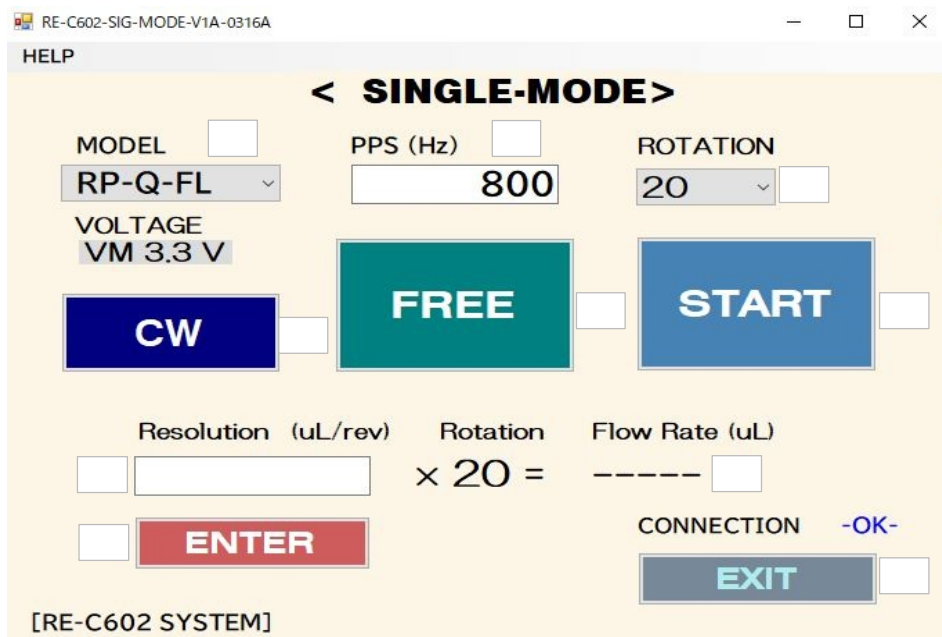 RE-C602-SIG-MODE-V1A-0316A
HELP
< SINGLE-MODE>
MODEL PPS (Hz) ROTATION
RP-Q-FL 800 20
VOLTAGE
VM 3.3 V
CW FREE START
Resolution (uL/rev) Rotation Flow Rate (uL)
× 20 = -----
ENTER
CONNECTION -OK-
EXIT
[RE-C602 SYSTEM]